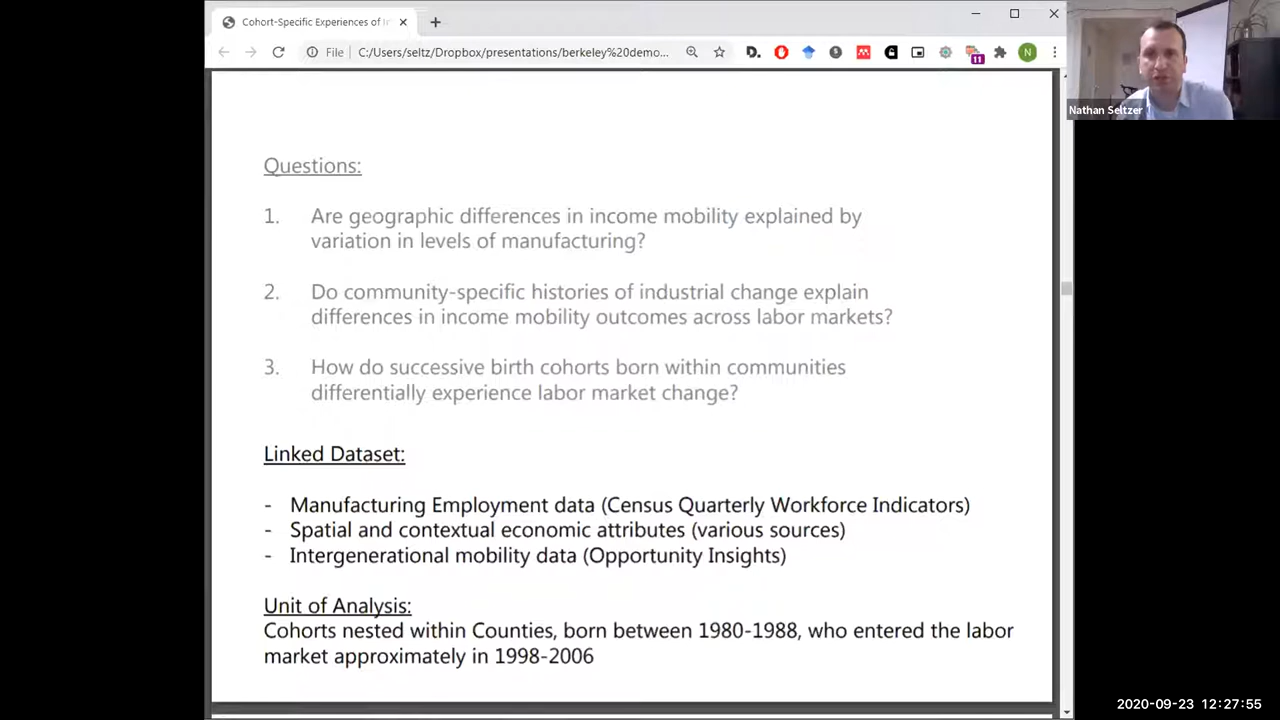 Cohort-Specific Experiences of I
File
C:/Users/seltz/Dropbox/presentations/berkeley%20demo...
11
N
Nathan Seltzer
Questions:
1. Are geographic differences in income mobility explained by
variation in levels of manufacturing?
2. Do community-specific histories of industrial change explain
differences in income mobility outcomes across labor markets?
3. How do successive birth cohorts born within communities
differentially experience labor market change?
Linked Dataset:
- Manufacturing Employment data (Census Quarterly Workforce Indicators)
- Spatial and contextual economic attributes (various sources)
- Intergenerational mobility data (Opportunity Insights)
Unit of Analysis:
Cohorts nested within Counties, born between 1980-1988, who entered the labor
market approximately in 1998-2006
2020-09-23 12:27:55